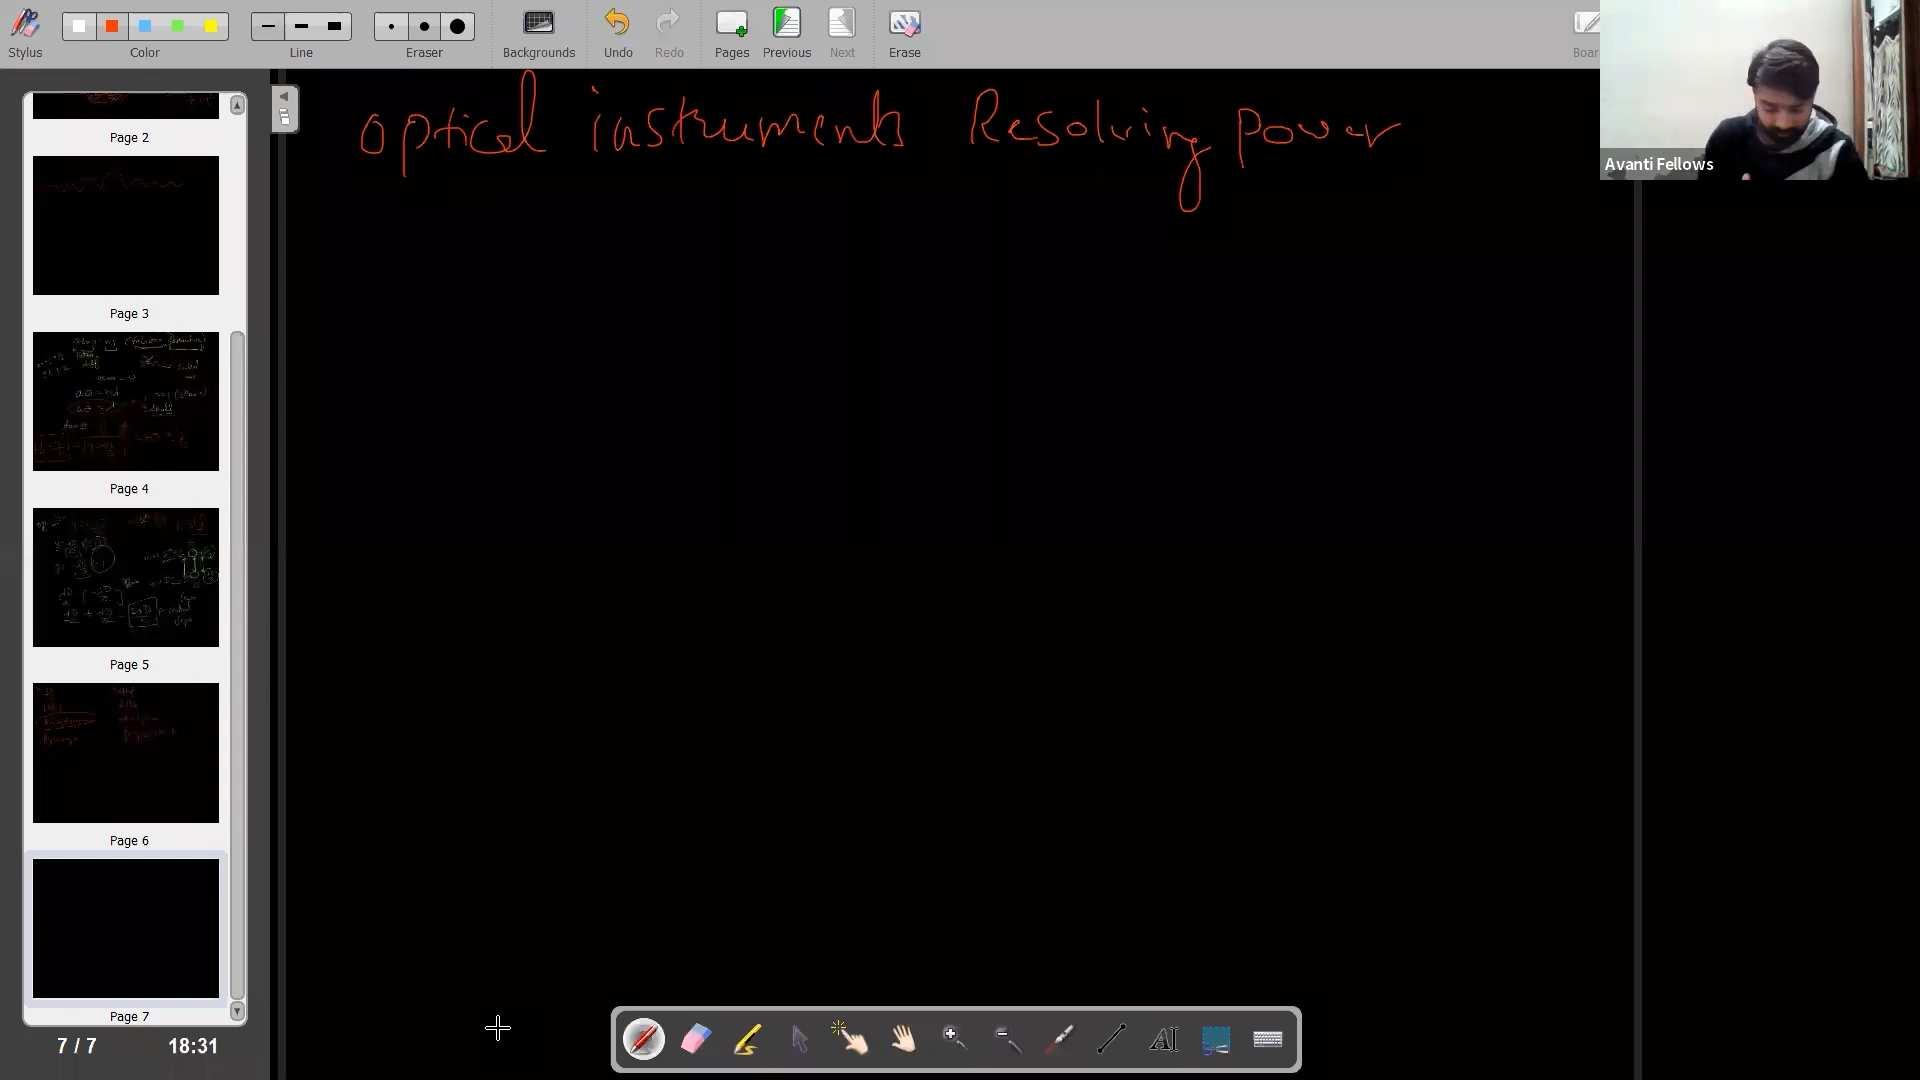 Stylus
Color
Line
Eraser
Backgrounds
Undo
Redo
Pages
Previous
Next
Erase
Boar
Avanti Fellows
optical instruments Resolving power
Page 2
Page 3
Page 4
Page 5
Page 6
Page 7
7 / 7 18:31